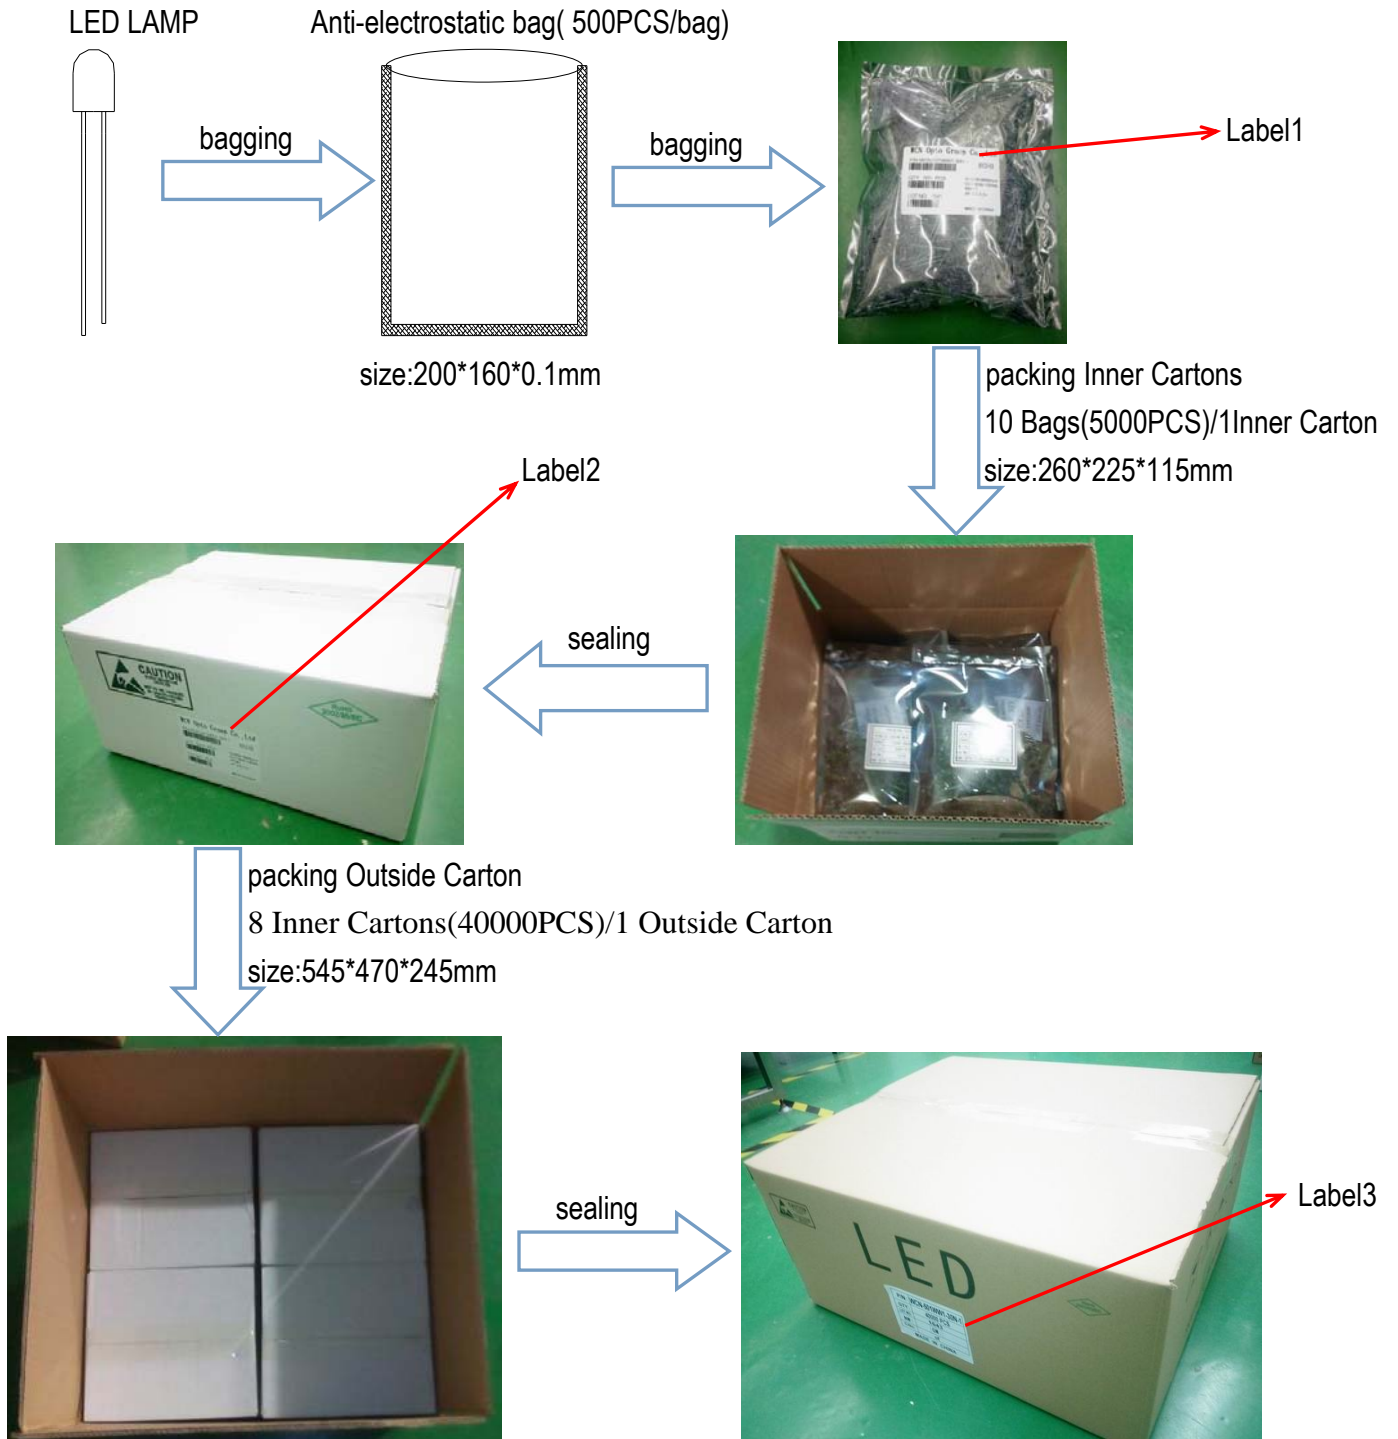 LED LAMP
Anti-electrostatic bag( 500PCS/bag)
bagging
bagging
Label1
size:200*160*0.1mm
packing Inner Cartons
10 Bags(5000PCS)/1Inner Carton
size:260*225*115mm
Label2
sealing
CAUTION
packing Outside Carton
8 Inner Cartons(40000PCS)/1 Outside Carton
size:545*470*245mm
sealing
Label3
LED